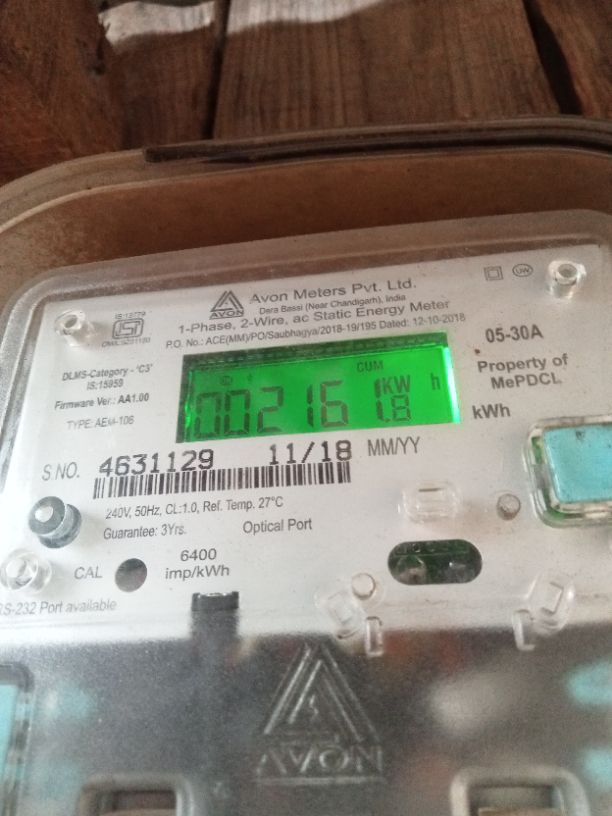 Avon Meters Pvt. Ltd.
Dera Bassi (Near Chandigarh), India
1-Phase, 2-Wire, ac Static Energy Meter
P.O. No.: ACE(MM)/PO/Saubhagya/2018-19/195 Dated: 12-10-2018
AVON
IS:13779
ISI
UW
05-30A
Property of
MePDCL
DLMS-Category - 'C3'
IS:15959
Firmware Ver.: AA1.00
TYPE: AEM-106
CUM
002161.8 KW h
kWh
S.NO. 4631129 11/18 MM/YY
240V, 50Hz, CL:1.0, Ref. Temp. 27°C
Guarantee: 3Yrs. Optical Port
CAL
6400
imp/kWh
RS-232 Port available
AVON